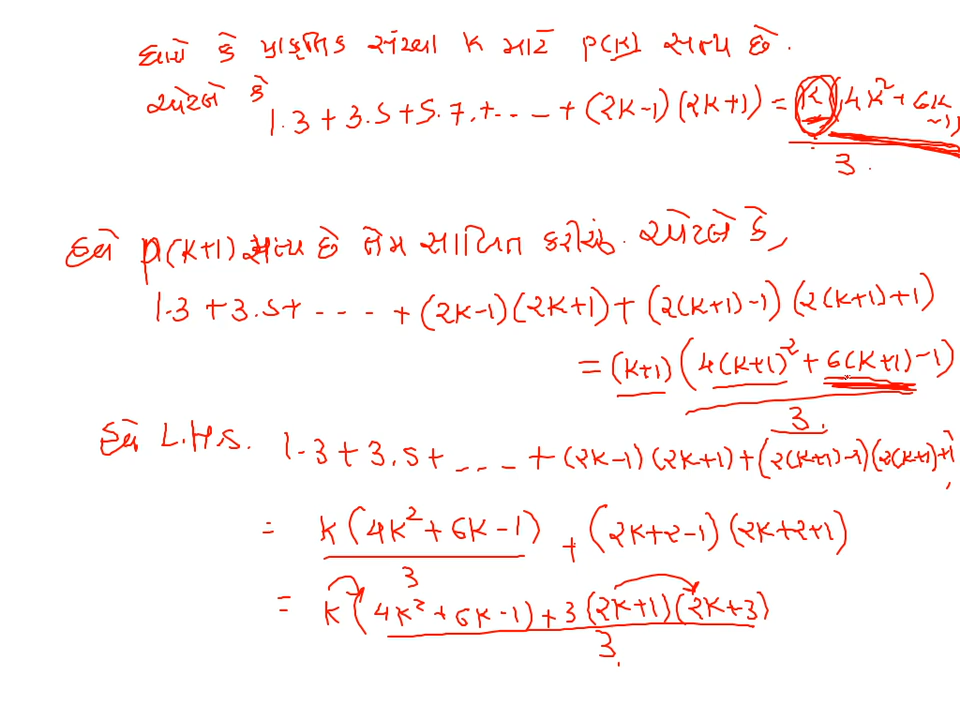 ધારો કે પ્રાકૃતિક સંખ્યા K માટે P(K) સત્ય છે.
એટલે કે
1.3 + 3.5 + 5.7. + ... + (2K-1) (2K+1) = K (4K² + 6K -1) / 3.
હવે P(K+1) સત્ય છે તેમ સાબિત કરીશું. એટલે કે,
1.3 + 3.5 + ... + (2K-1) (2K+1) + (2(K+1)-1) (2(K+1)+1)
= (K+1) (4(K+1)² + 6(K+1) -1) / 3.
હવે L.H.S. 1.3 + 3.5 + ... + (2K-1) (2K+1) + (2(K+1)-1) (2(K+1)+1)
= K (4K² + 6K -1) / 3 + (2K+2-1) (2K+2+1)
= K (4K² + 6K -1) + 3 (2K+1) (2K+3) / 3.